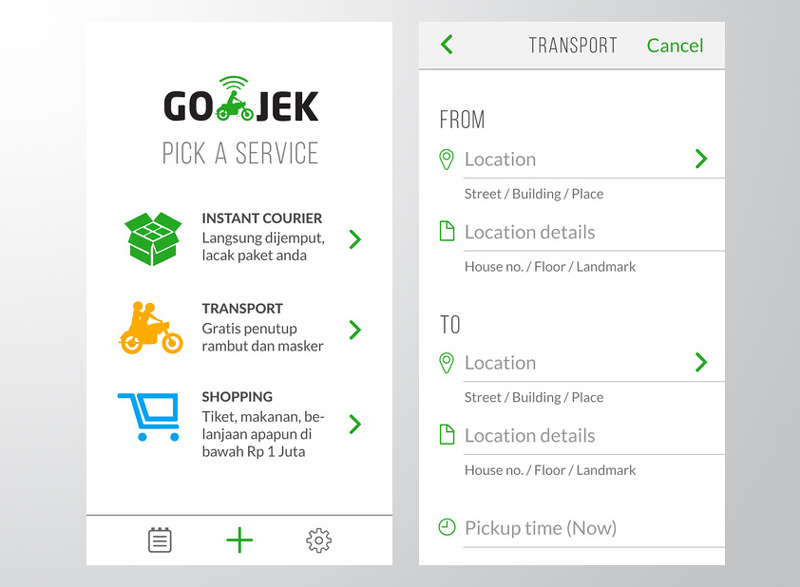 GO JEK
PICK A SERVICE
INSTANT COURIER
Langsung dijemput,
lacak paket anda
TRANSPORT
Gratis penutup
rambut dan masker
SHOPPING
Tiket, makanan, be-
lanjaan apapun di
bawah Rp 1 Juta
TRANSPORT
Cancel
FROM
Location
Street / Building / Place
Location details
House no. / Floor / Landmark
TO
Location
Street / Building / Place
Location details
House no. / Floor / Landmark
Pickup time (Now)